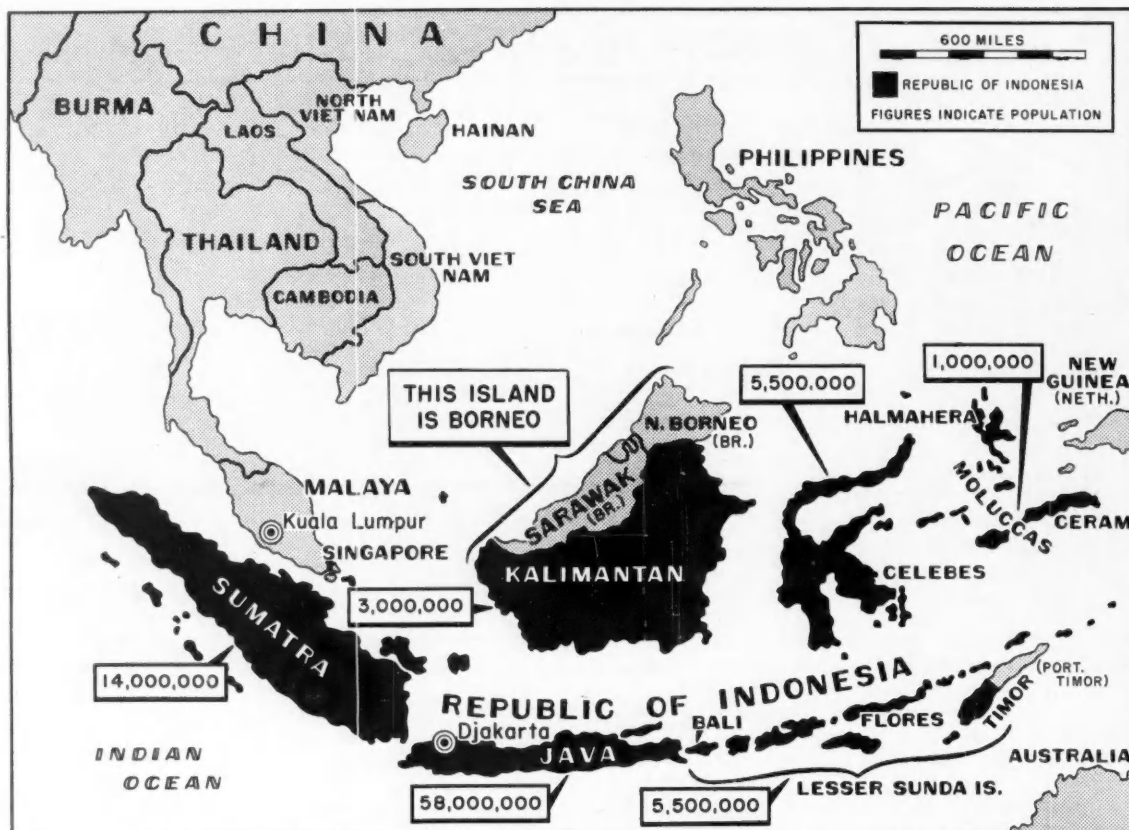 CHINA
600 MILES
REPUBLIC OF INDONESIA
FIGURES INDICATE POPULATION
BURMA
NORTH
VIET NAM
LAOS
HAINAN
PHILIPPINES
SOUTH CHINA
SEA
PACIFIC
OCEAN
THAILAND
SOUTH VIET
NAM
CAMBODIA
THIS ISLAND
IS BORNEO
5,500,000
1,000,000
NEW
GUINEA
(NETH.)
HALMAHERA
N. BORNEO
(BR.)
MALAYA
Kuala Lumpur
SINGAPORE
SARAWAK
(BR.)
MOLUCCAS
CERAM
KALIMANTAN
CELEBES
3,000,000
SUMATRA
14,000,000
REPUBLIC OF INDONESIA
(PORT.
TIMOR)
TIMOR
BALI
FLORES
Djakarta
JAVA
INDIAN
OCEAN
AUSTRALIA
58,000,000
5,500,000
LESSER SUNDA IS.